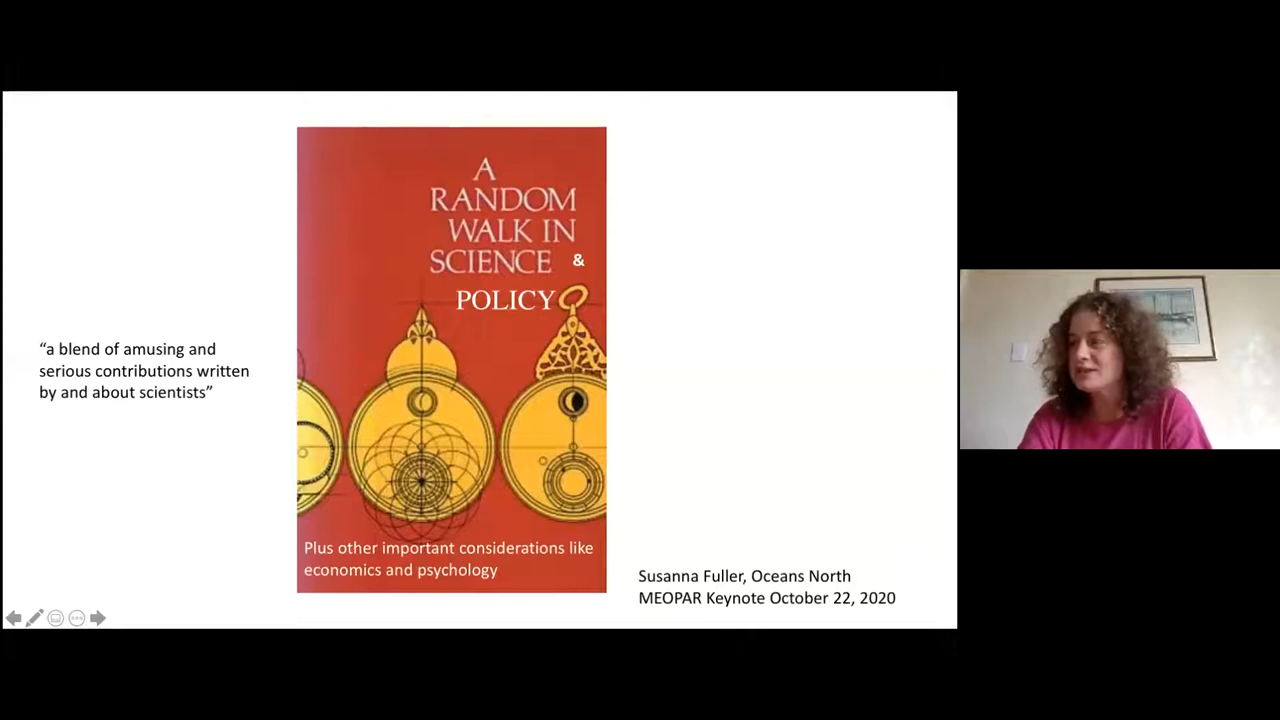 A
RANDOM
WALK IN
SCIENCE &
POLICY
“a blend of amusing and
serious contributions written
by and about scientists”
Plus other important considerations like
economics and psychology
Susanna Fuller, Oceans North
MEOPAR Keynote October 22, 2020